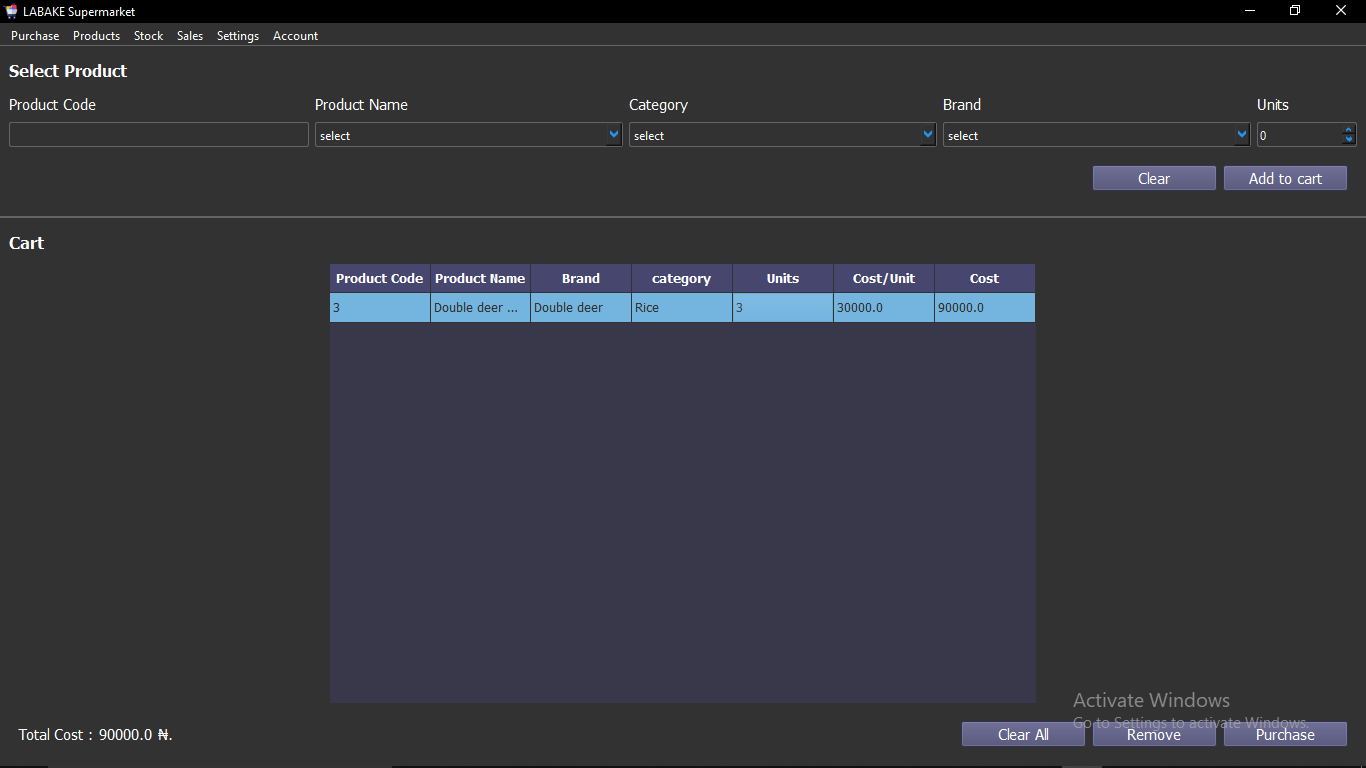 LABAKE Supermarket
Purchase Products Stock Sales Settings Account
Select Product
Product Code Product Name Category Brand Units
select select select 0
Clear Add to cart
Cart
Product Code Product Name Brand category Units Cost/Unit Cost
3 Double deer ... Double deer Rice 3 30000.0 90000.0
Activate Windows
Go to Settings to activate Windows.
Total Cost : 90000.0 ₦.
Clear All Remove Purchase